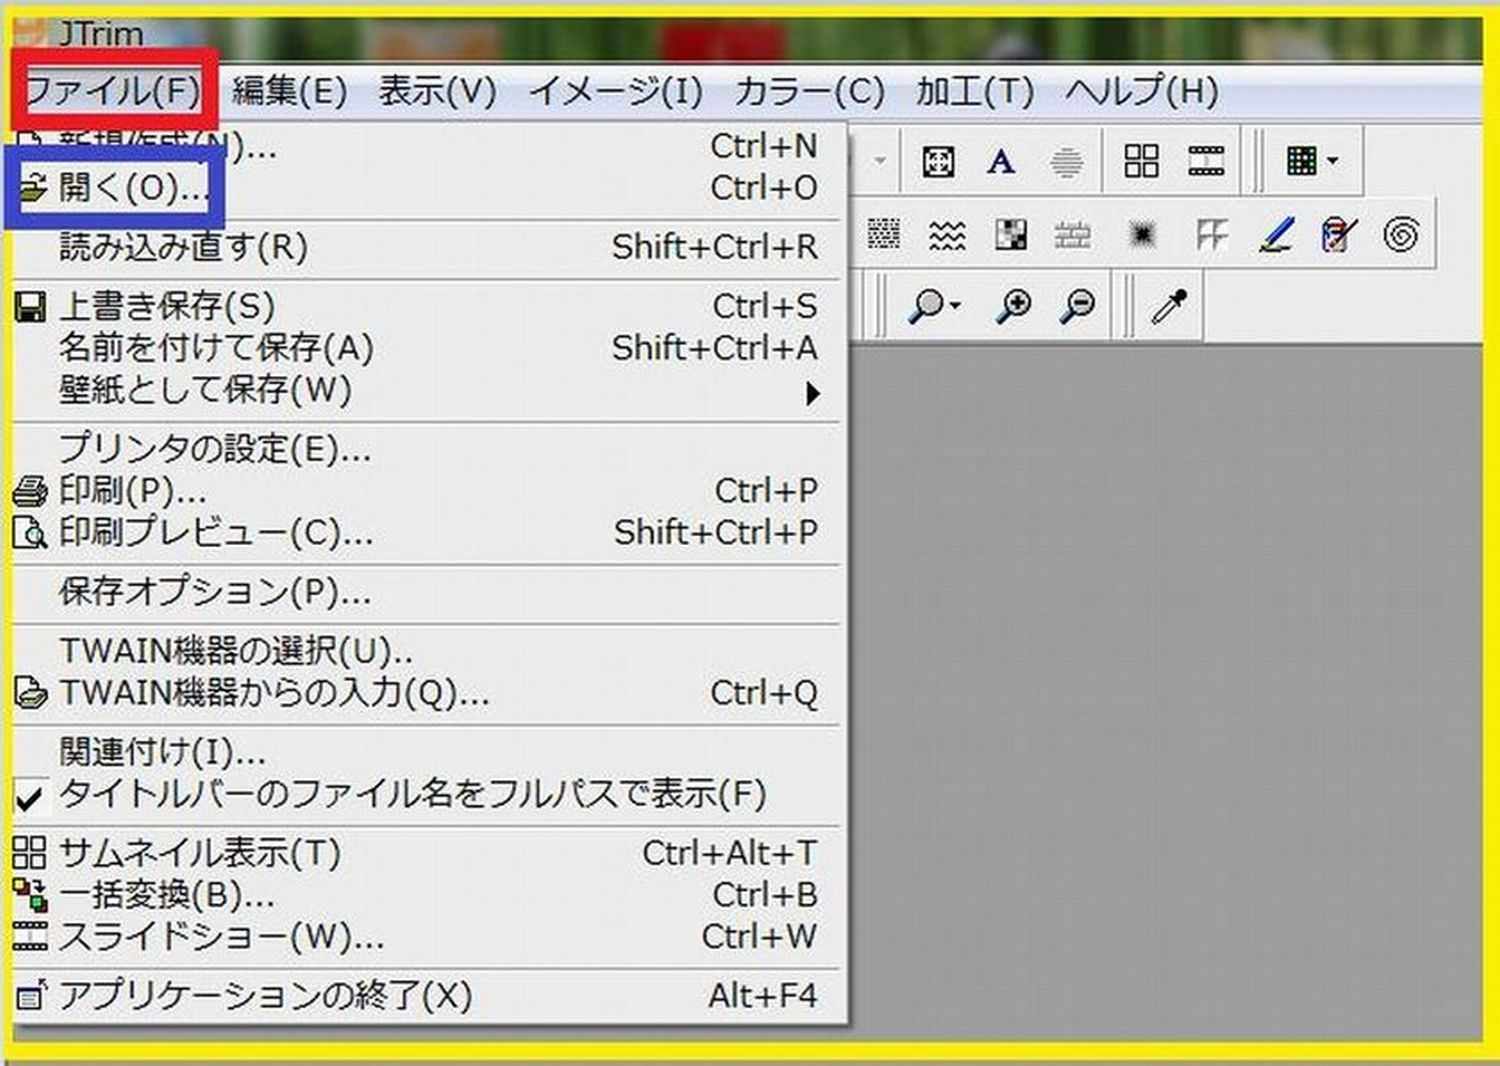 JTrim
ファイル(F) 編集(E) 表示(V) イメージ(I) カラー(C) 加工(T) ヘルプ(H)
新規作成(N)... Ctrl+N
開く(O)... Ctrl+O
読み込み直す(R) Shift+Ctrl+R
上書き保存(S) Ctrl+S
名前を付けて保存(A) Shift+Ctrl+A
壁紙として保存(W)
プリンタの設定(E)...
印刷(P)... Ctrl+P
印刷プレビュー(C)... Shift+Ctrl+P
保存オプション(P)...
TWAIN機器の選択(U)..
TWAIN機器からの入力(Q)... Ctrl+Q
関連付け(I)...
タイトルバーのファイル名をフルパスで表示(F)
サムネイル表示(T) Ctrl+Alt+T
一括変換(B)... Ctrl+B
スライドショー(W)... Ctrl+W
アプリケーションの終了(X) Alt+F4